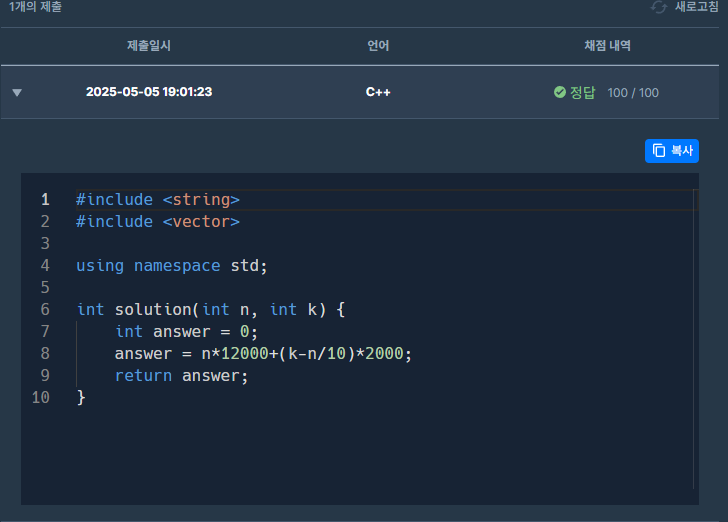 1개의 제출 새로고침
제출일시 언어 채점 내역
2025-05-05 19:01:23 C++ 정답 100 / 100
복사
1 #include <string>
2 #include <vector>
3
4 using namespace std;
5
6 int solution(int n, int k) {
7     int answer = 0;
8     answer = n*12000+(k-n/10)*2000;
9     return answer;
10 }